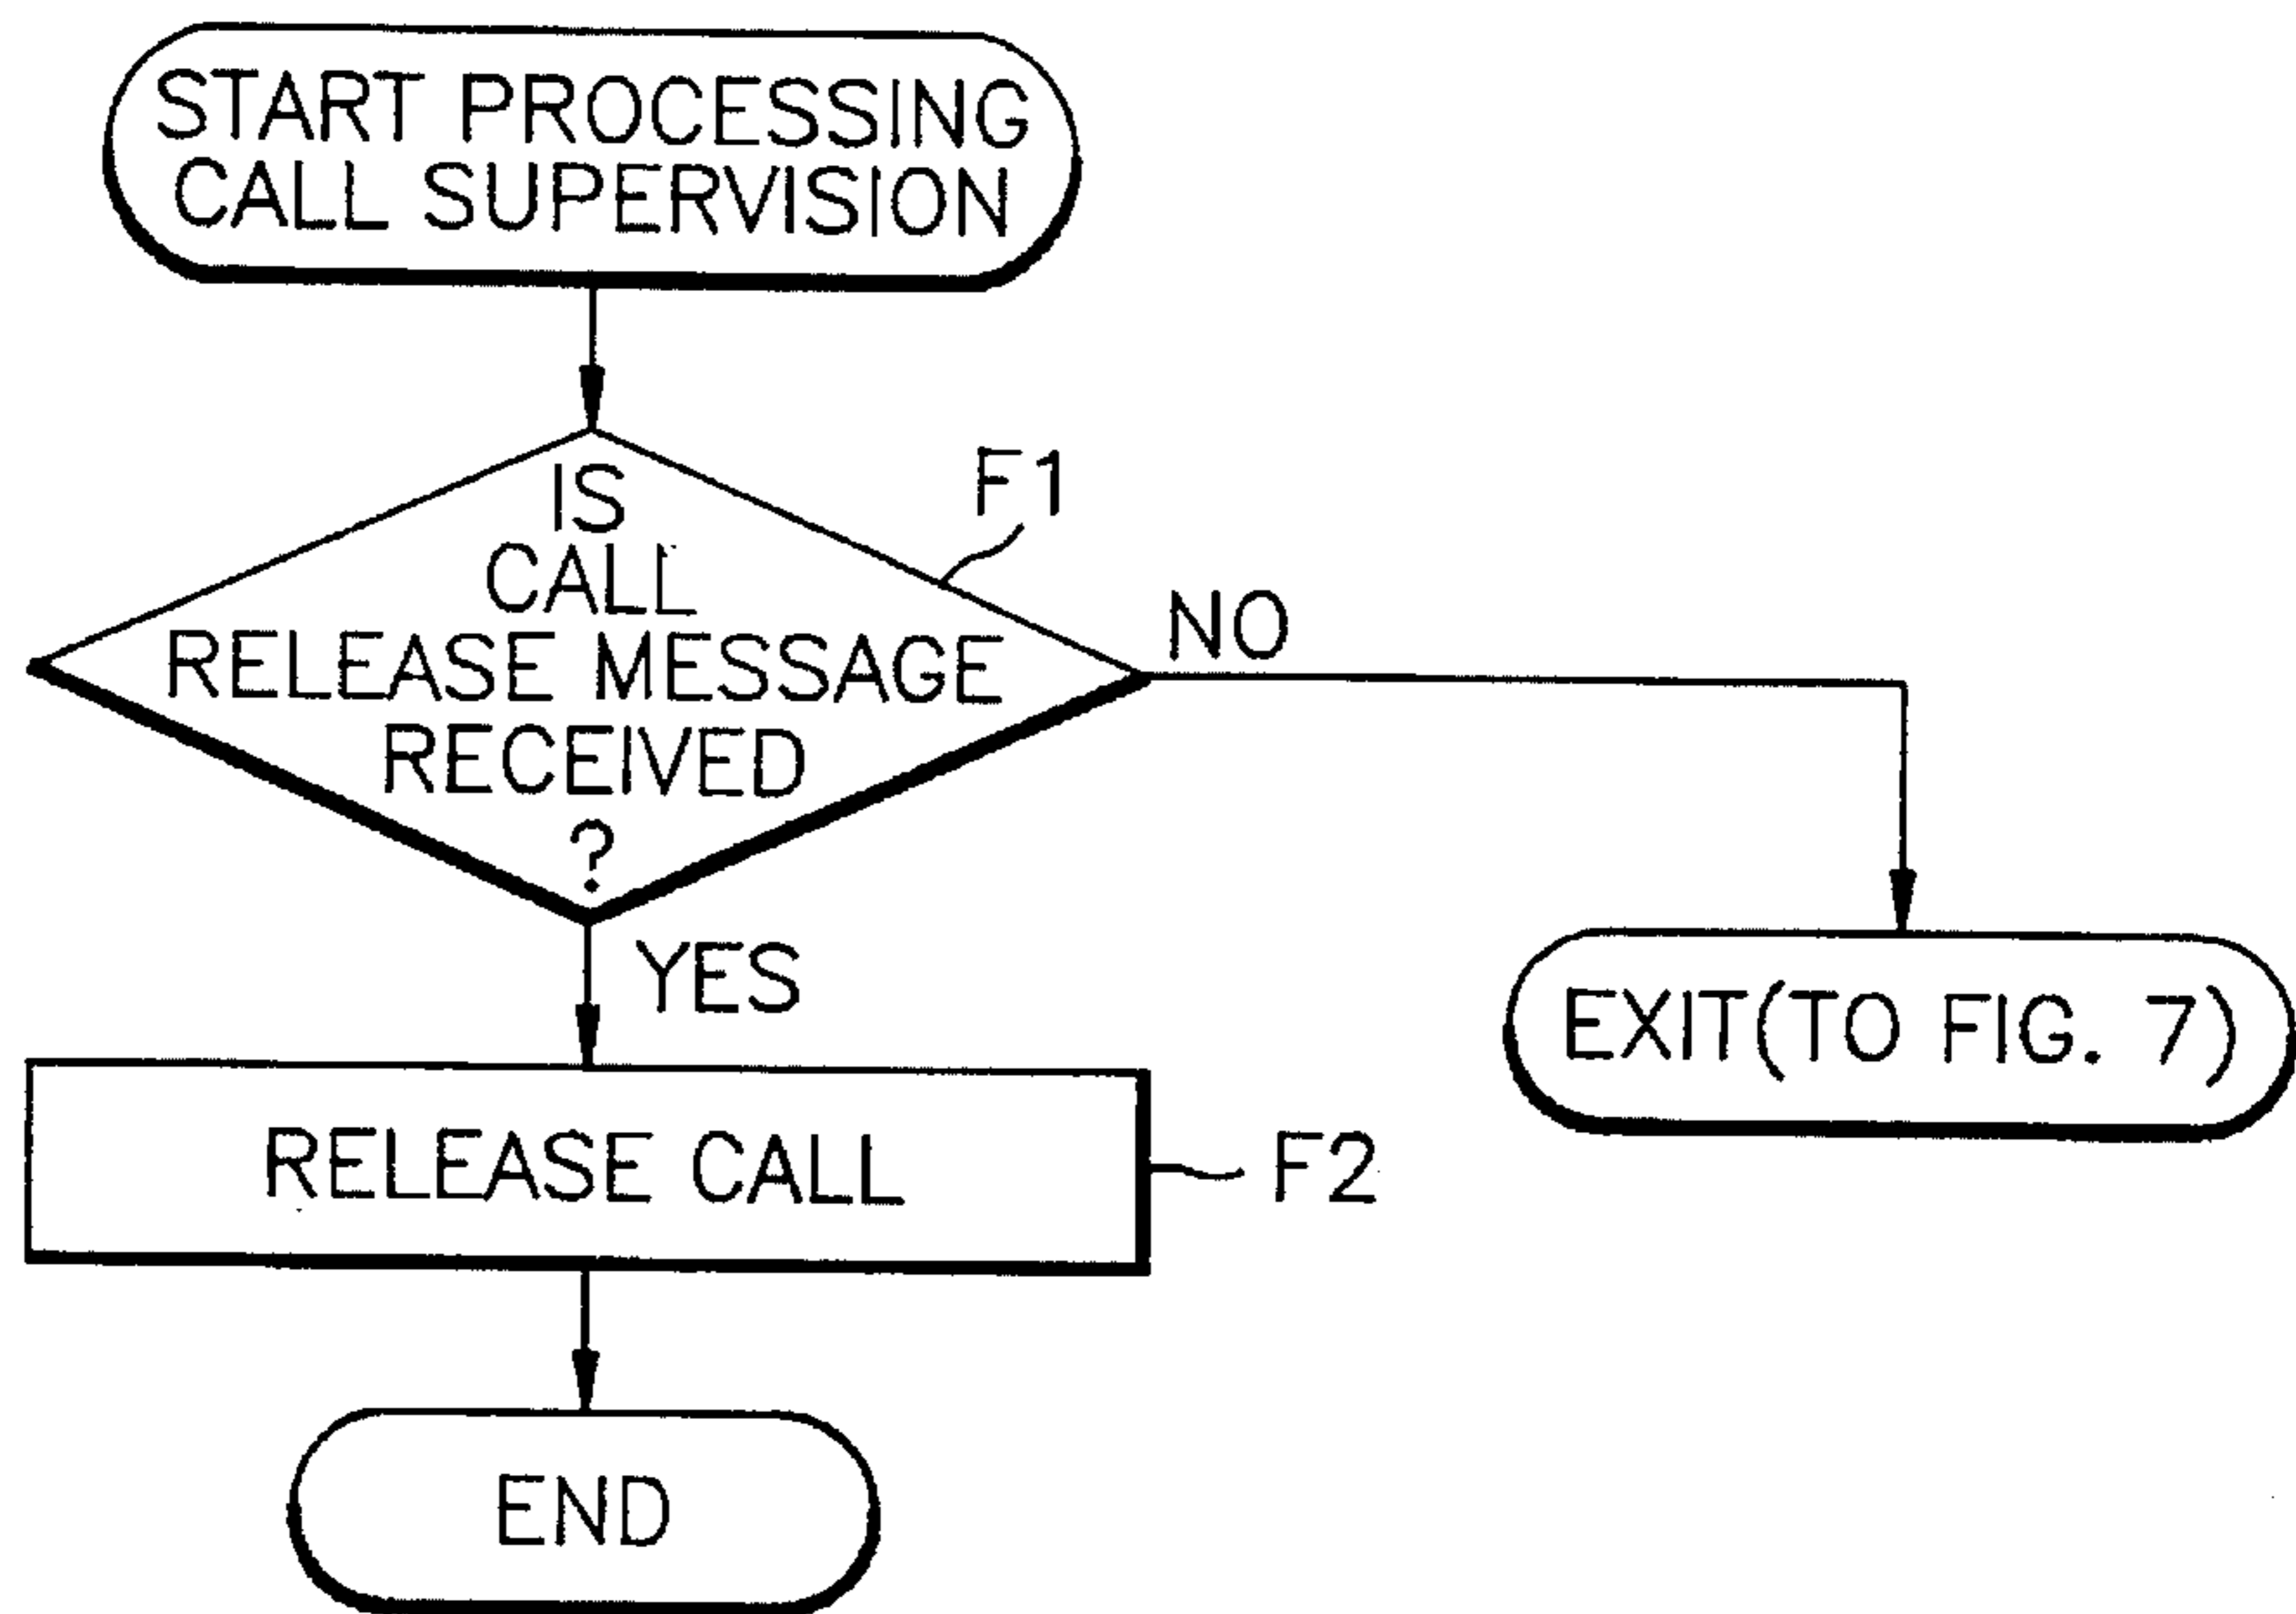 START PROCESSING
CALL SUPERVISION
IS
CALL
RELEASE MESSAGE
RECEIVED
?
F1
NO
YES
EXIT(TO FIG. 7)
RELEASE CALL
F2
END